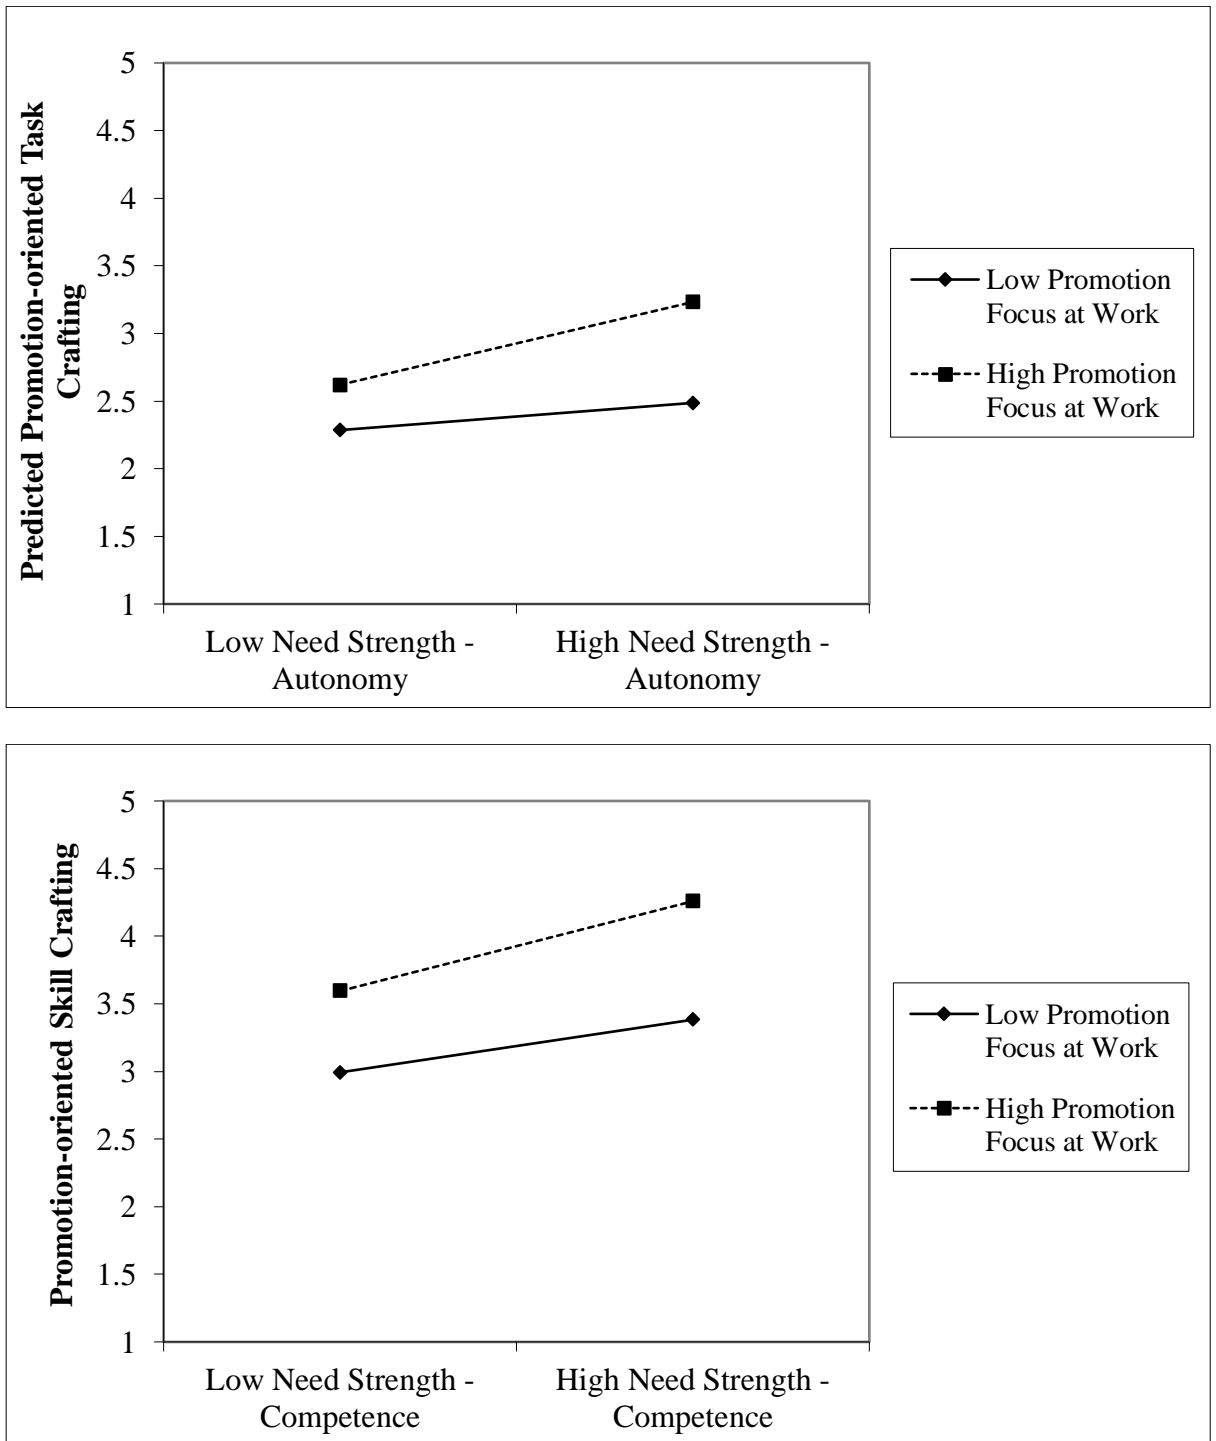 Predicted Promotion-oriented Task
Crafting
5
4.5
4
3.5
3
2.5
2
1.5
1
Low Need Strength -
Autonomy
High Need Strength -
Autonomy
Low Promotion
Focus at Work
High Promotion
Focus at Work
Promotion-oriented Skill Crafting
5
4.5
4
3.5
3
2.5
2
1.5
1
Low Need Strength -
Competence
High Need Strength -
Competence
Low Promotion
Focus at Work
High Promotion
Focus at Work